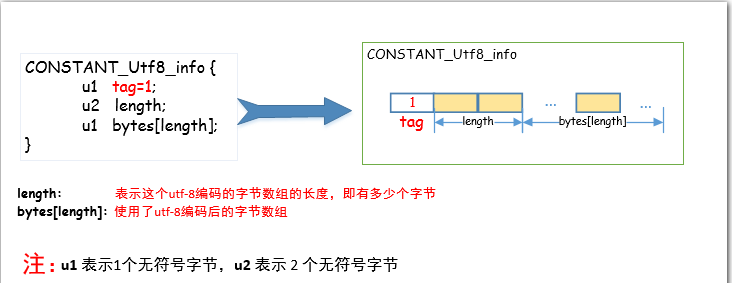 CONSTANT_Utf8_info {
u1 tag=1;
u2 length;
u1 bytes[length];
}
CONSTANT_Utf8_info
1 ... ...
tag length bytes[length]
length: 表示这个utf-8编码的字节数组的长度，即有多少个字节
bytes[length]: 使用了utf-8编码后的字节数组
注: u1 表示1个无符号字节，u2 表示 2 个无符号字节